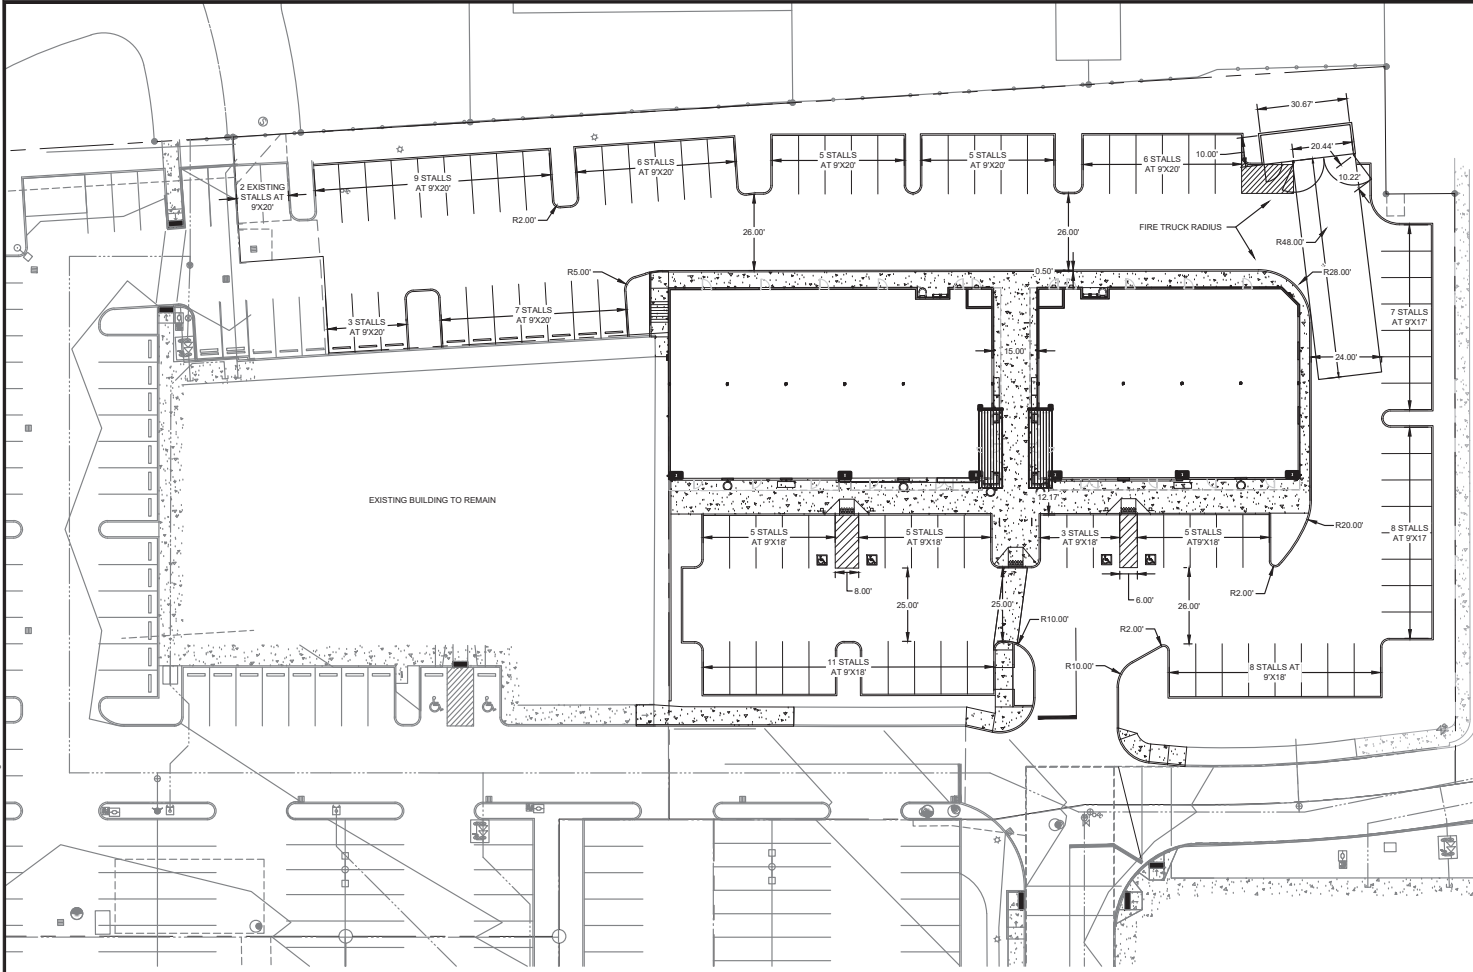 30.67'
20.44'
10.00'
10.22'
5 STALLS
AT 9'X20'
5 STALLS
AT 9'X20'
6 STALLS
AT 9'X20'
6 STALLS
AT 9'X20'
9 STALLS
AT 9'X20'
2 EXISTING
STALLS AT
9'X20'
R2.00'
26.00'
26.00'
FIRE TRUCK RADIUS
R48.00'
R5.00'
0.50'
R28.00'
3 STALLS
AT 9'X20'
7 STALLS
AT 9'X20'
7 STALLS
AT 9'X17'
15.00'
24.00'
EXISTING BUILDING TO REMAIN
12.17'
R20.00'
5 STALLS
AT 9'X18'
5 STALLS
AT 9'X18'
3 STALLS
AT 9'X18'
5 STALLS
AT9'X18'
8 STALLS
AT 9'X17
8.00'
25.00'
25.00'
6.00'
26.00'
R2.00'
R10.00'
R2.00'
11 STALLS
AT 9'X18'
R10.00'
8 STALLS AT
9'X18'